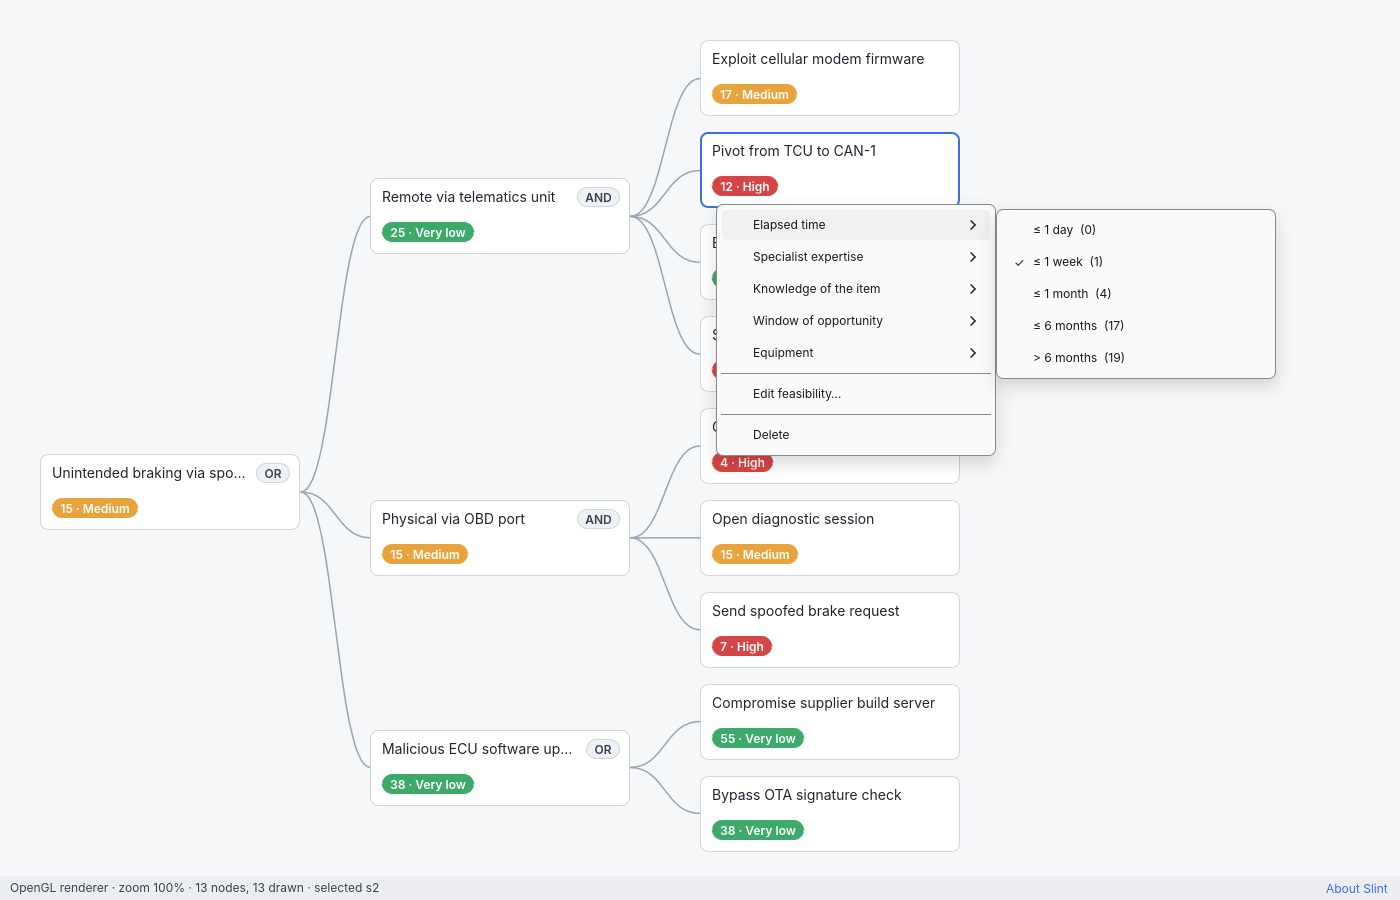 Exploit cellular modem firmware
17 · Medium
Pivot from TCU to CAN-1
12 · High
Remote via telematics unit
AND
25 · Very low
Elapsed time
Specialist expertise
Knowledge of the item
Window of opportunity
Equipment
Edit feasibility...
Delete
≤ 1 day (0)
≤ 1 week (1)
≤ 1 month (4)
≤ 6 months (17)
> 6 months (19)
4 · High
Unintended braking via spo...
OR
15 · Medium
Physical via OBD port
AND
15 · Medium
Open diagnostic session
15 · Medium
Send spoofed brake request
7 · High
Compromise supplier build server
55 · Very low
Malicious ECU software up...
OR
38 · Very low
Bypass OTA signature check
38 · Very low
OpenGL renderer · zoom 100% · 13 nodes, 13 drawn · selected s2
About Slint